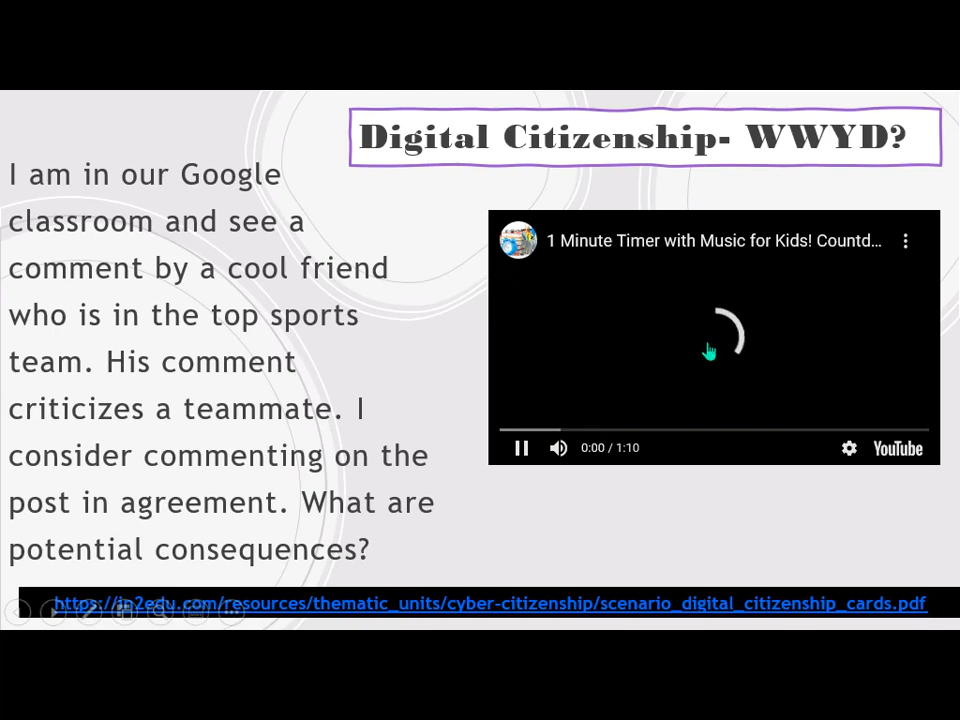 Digital Citizenship- WWYD?
I am in our Google
classroom and see a
comment by a cool friend
who is in the top sports
team. His comment
criticizes a teammate. I
consider commenting on the
post in agreement. What are
potential consequences?
1 Minute Timer with Music for Kids! Countd...
0:00 / 1:10
YouTube
https://ip2edu.com/resources/thematic_units/cyber-citizenship/scenario_digital_citizenship_cards.pdf